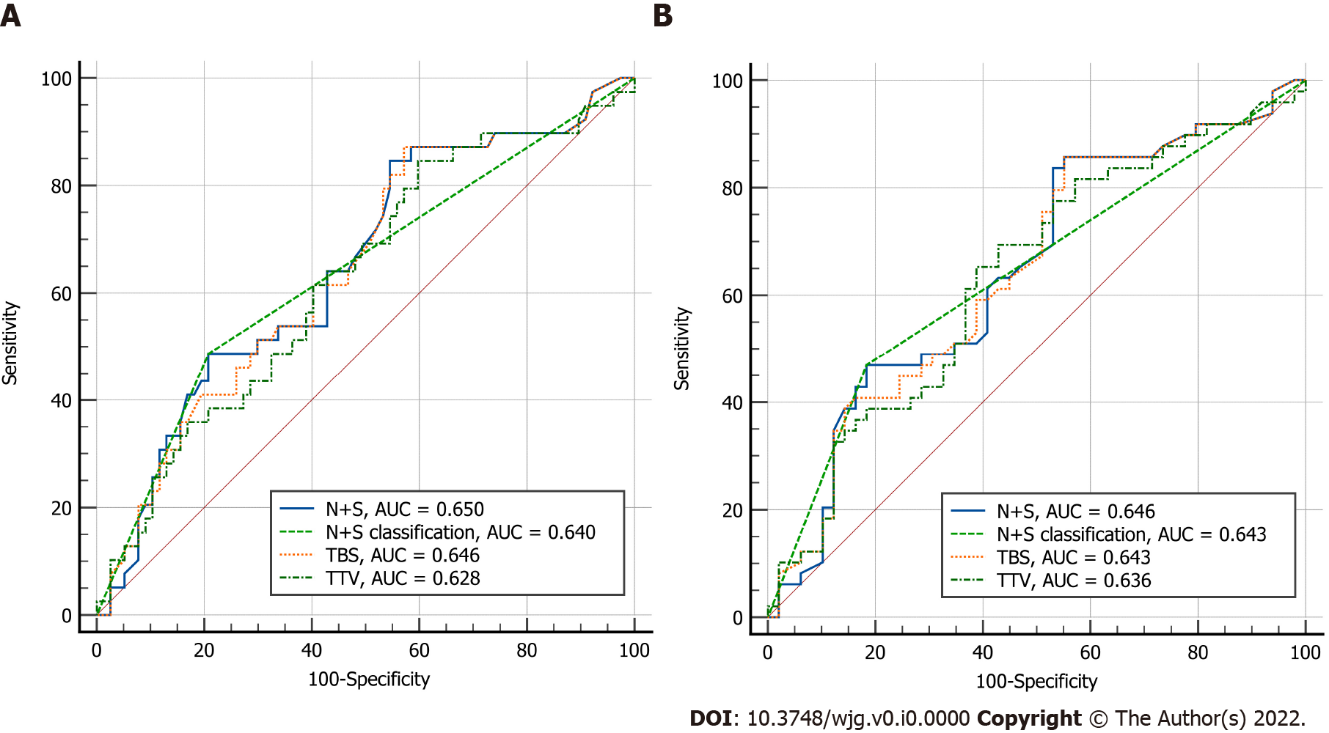 A
100
80
60
40
20
0
Sensitivity
0 20 40 60 80 100
100-Specificity
N+S, AUC = 0.650
N+S classification, AUC = 0.640
TBS, AUC = 0.646
TTV, AUC = 0.628
B
100
80
60
40
20
0
Sensitivity
0 20 40 60 80 100
100-Specificity
N+S, AUC = 0.646
N+S classification, AUC = 0.643
TBS, AUC = 0.643
TTV, AUC = 0.636
DOI: 10.3748/wjg.v0.i0.0000 Copyright © The Author(s) 2022.